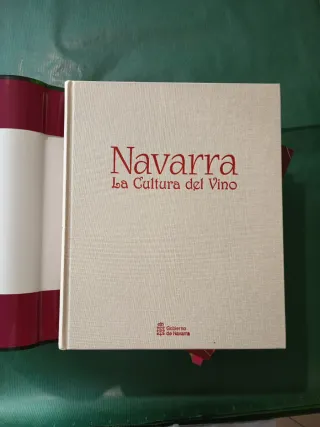 Navarra
La Cultura del Vino
Gobierno
de Navarra